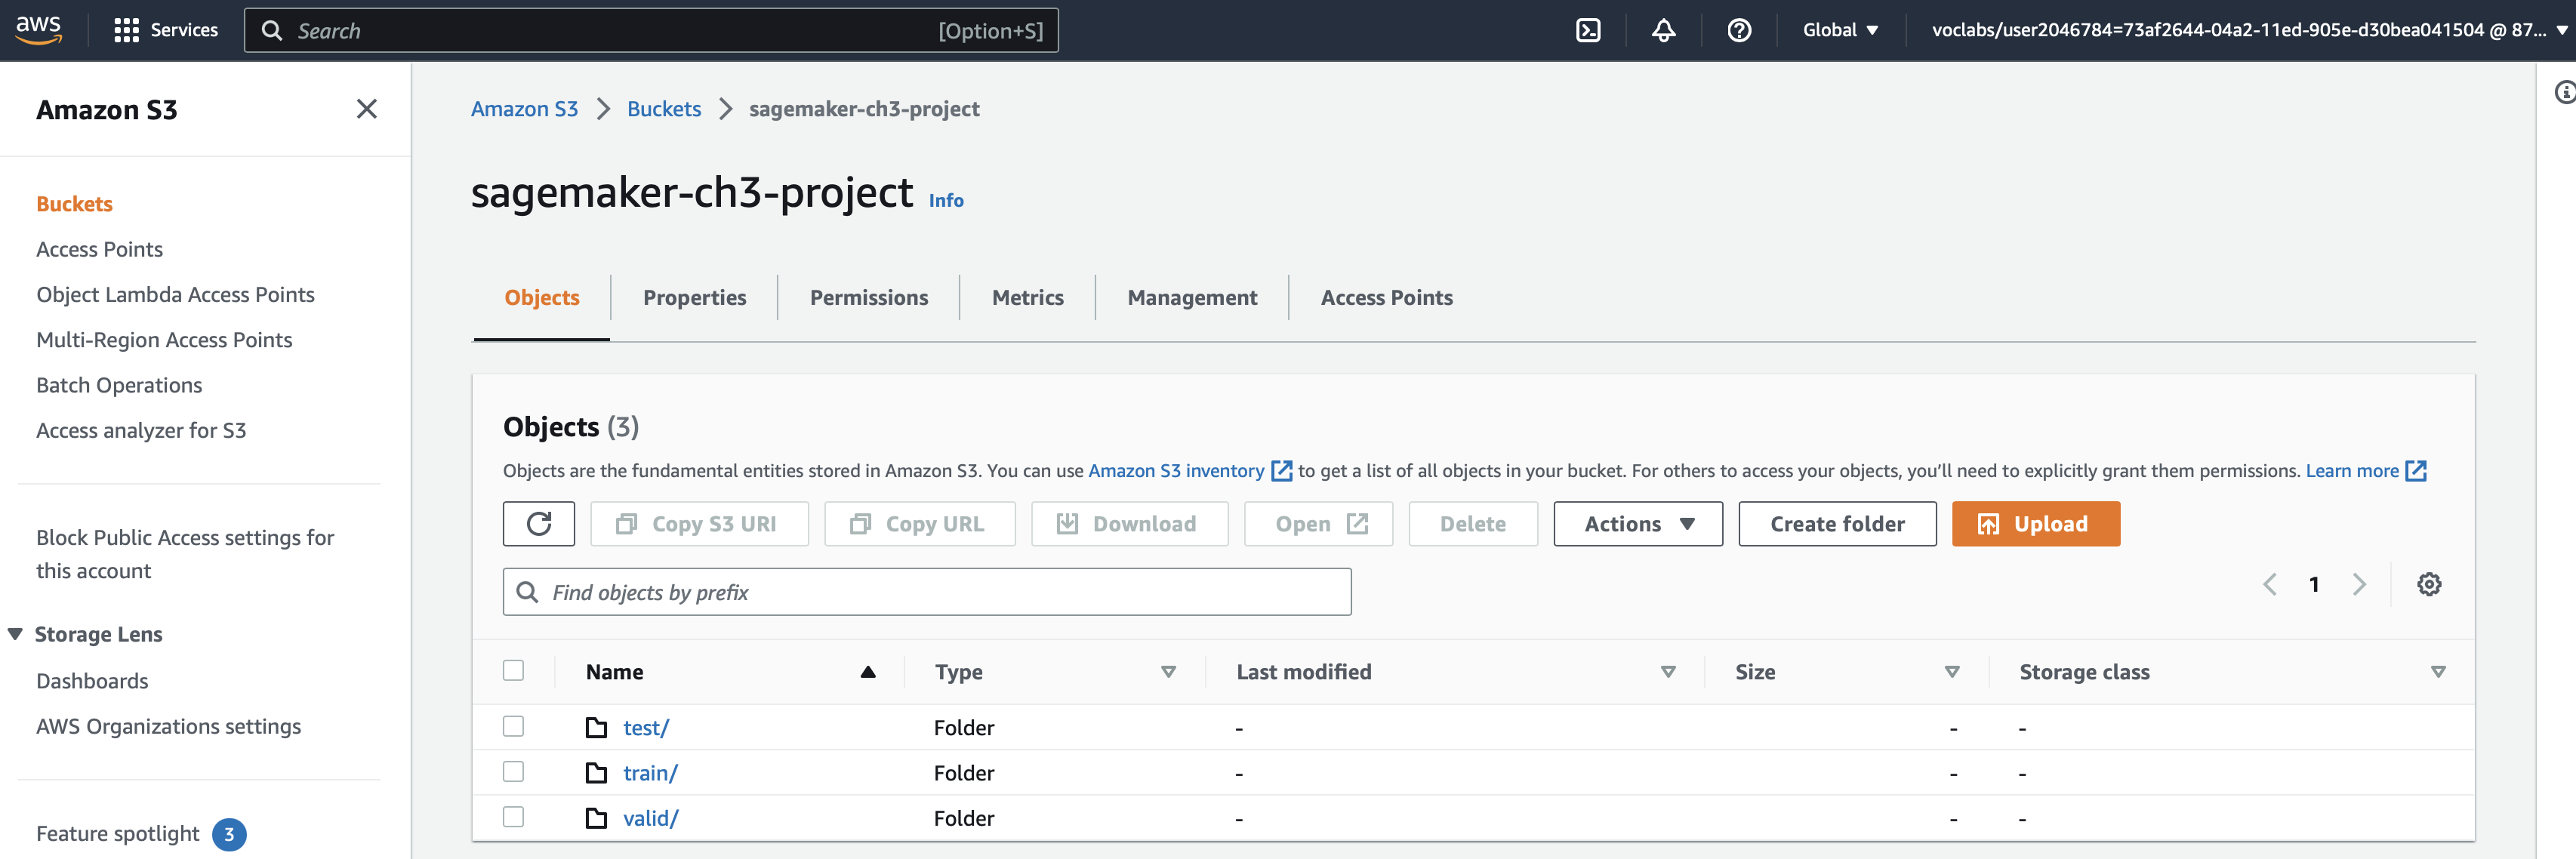 aws Services Search [Option+S] Global voclabs/user2046784=73af2644-04a2-11ed-905e-d30bea041504 @ 87...
Amazon S3
Buckets
Access Points
Object Lambda Access Points
Multi-Region Access Points
Batch Operations
Access analyzer for S3
Block Public Access settings for
this account
Storage Lens
Dashboards
AWS Organizations settings
Feature spotlight 3
Amazon S3 > Buckets > sagemaker-ch3-project
sagemaker-ch3-project Info
Objects Properties Permissions Metrics Management Access Points
Objects (3)
Objects are the fundamental entities stored in Amazon S3. You can use Amazon S3 inventory to get a list of all objects in your bucket. For others to access your objects, you’ll need to explicitly grant them permissions. Learn more
Copy S3 URI Copy URL Download Open Delete Actions Create folder Upload
Find objects by prefix 1
Name Type Last modified Size Storage class
test/ Folder - - -
train/ Folder - - -
valid/ Folder - - -